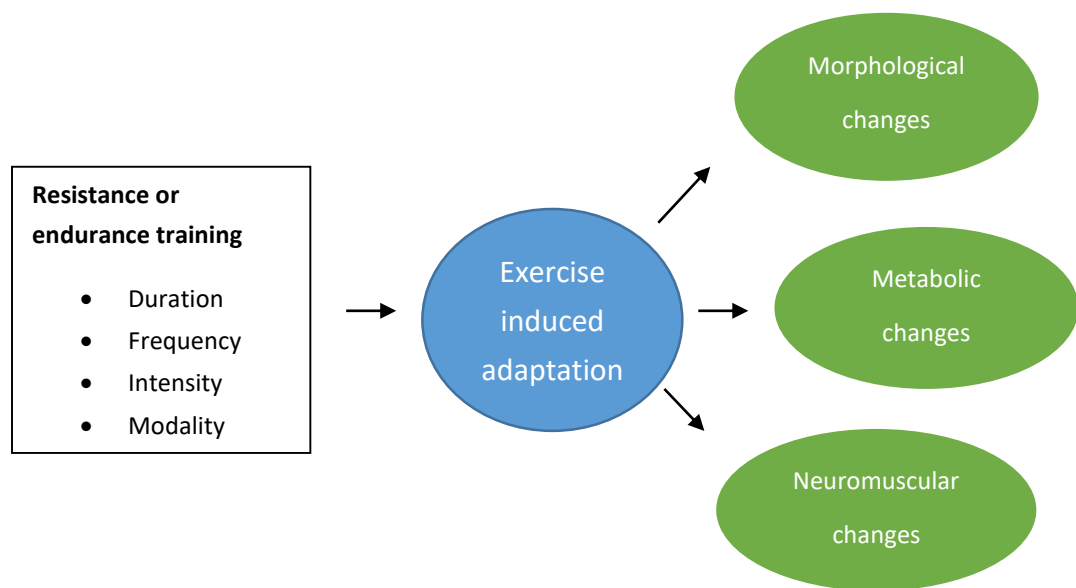 Resistance or
endurance training
• Duration
• Frequency
• Intensity
• Modality
Exercise
induced
adaptation
Morphological
changes
Metabolic
changes
Neuromuscular
changes